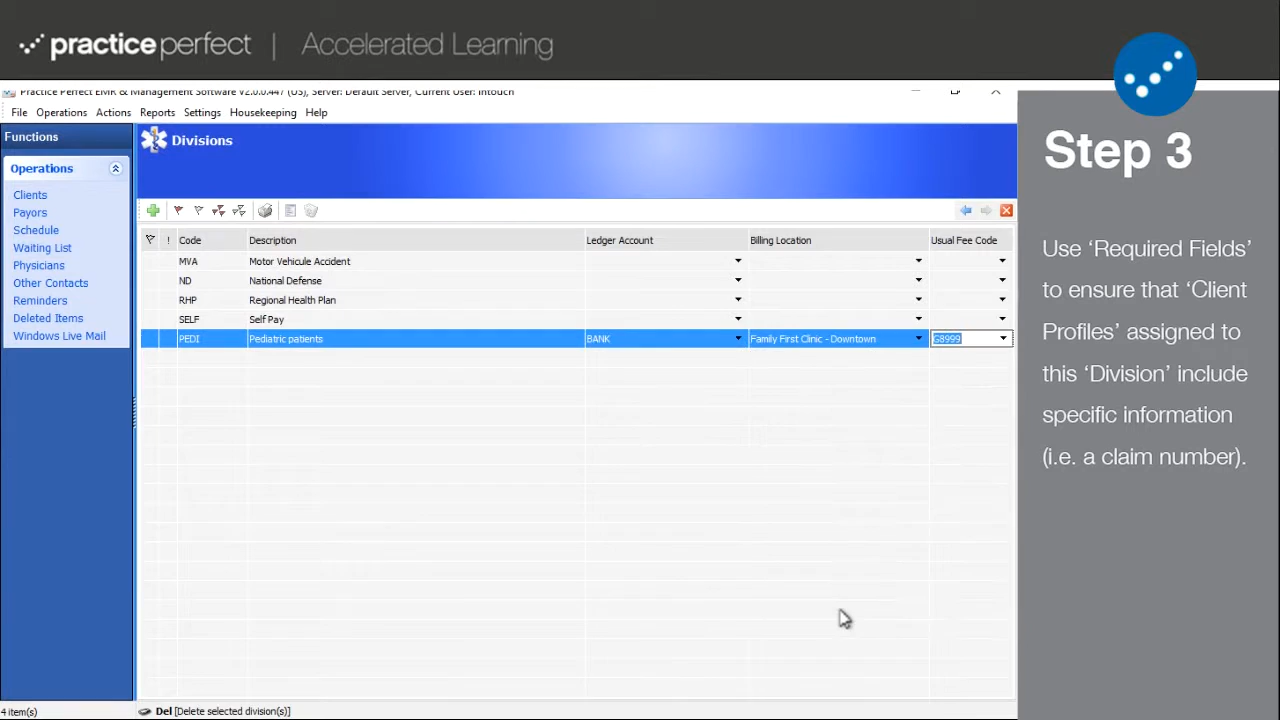 practiceperfect | Accelerated Learning
Practice Perfect EMR & Management Software v2.0.0.447 (US), Server: Default Server, Current User: Intouch
File Operations Actions Reports Settings Housekeeping Help
Functions
Operations
Clients
Payors
Schedule
Waiting List
Physicians
Other Contacts
Reminders
Deleted Items
Windows Live Mail
Divisions
! Code Description Ledger Account Billing Location Usual Fee Code
MVA Motor Vehicule Accident
ND National Defense
RHP Regional Health Plan
SELF Self Pay
PEDI Pediatric patients BANK Family First Clinic - Downtown G8999
4 item(s)
Del [Delete selected division(s)]
Step 3
Use ‘Required Fields’
to ensure that ‘Client
Profiles’ assigned to
this ‘Division’ include
specific information
(i.e. a claim number).